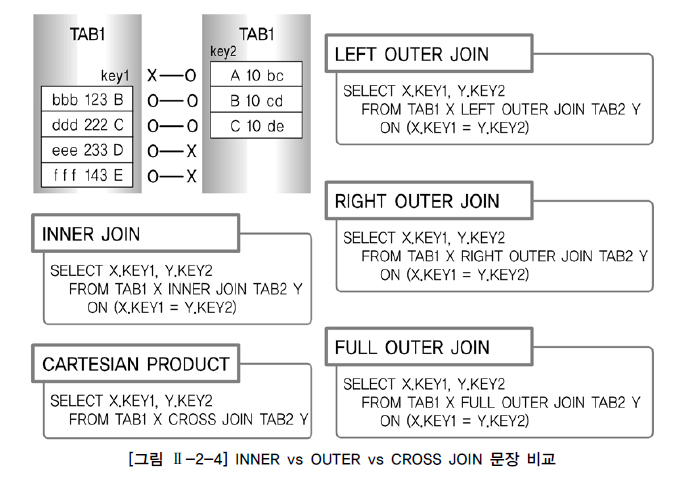 TAB1
key1
bbb 123 B
ddd 222 C
eee 233 D
f f f 143 E
X—O
O—O
O—O
O—X
O—X
TAB1
key2
A 10 bc
B 10 cd
C 10 de
INNER JOIN
SELECT X.KEY1, Y.KEY2
FROM TAB1 X INNER JOIN TAB2 Y
ON (X.KEY1 = Y.KEY2)
CARTESIAN PRODUCT
SELECT X.KEY1, Y.KEY2
FROM TAB1 X CROSS JOIN TAB2 Y
LEFT OUTER JOIN
SELECT X.KEY1, Y.KEY2
FROM TAB1 X LEFT OUTER JOIN TAB2 Y
ON (X.KEY1 = Y.KEY2)
RIGHT OUTER JOIN
SELECT X.KEY1, Y.KEY2
FROM TAB1 X RIGHT OUTER JOIN TAB2 Y
ON (X.KEY1 = Y.KEY2)
FULL OUTER JOIN
SELECT X.KEY1, Y.KEY2
FROM TAB1 X FULL OUTER JOIN TAB2 Y
ON (X.KEY1 = Y.KEY2)
[그림 Ⅱ-2-4] INNER vs OUTER vs CROSS JOIN 문장 비교